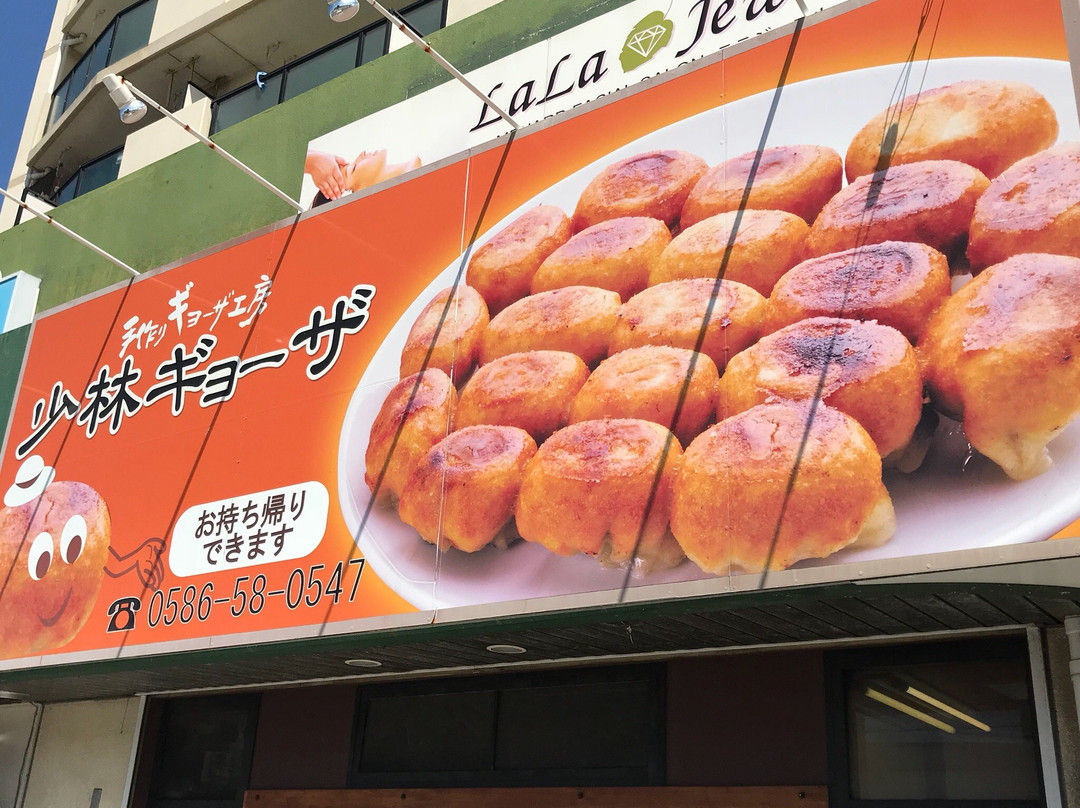 LaLa Jew
手作りギョーザ工房
少林ギョーザ
お持ち帰り
できます
☎0586-58-0547